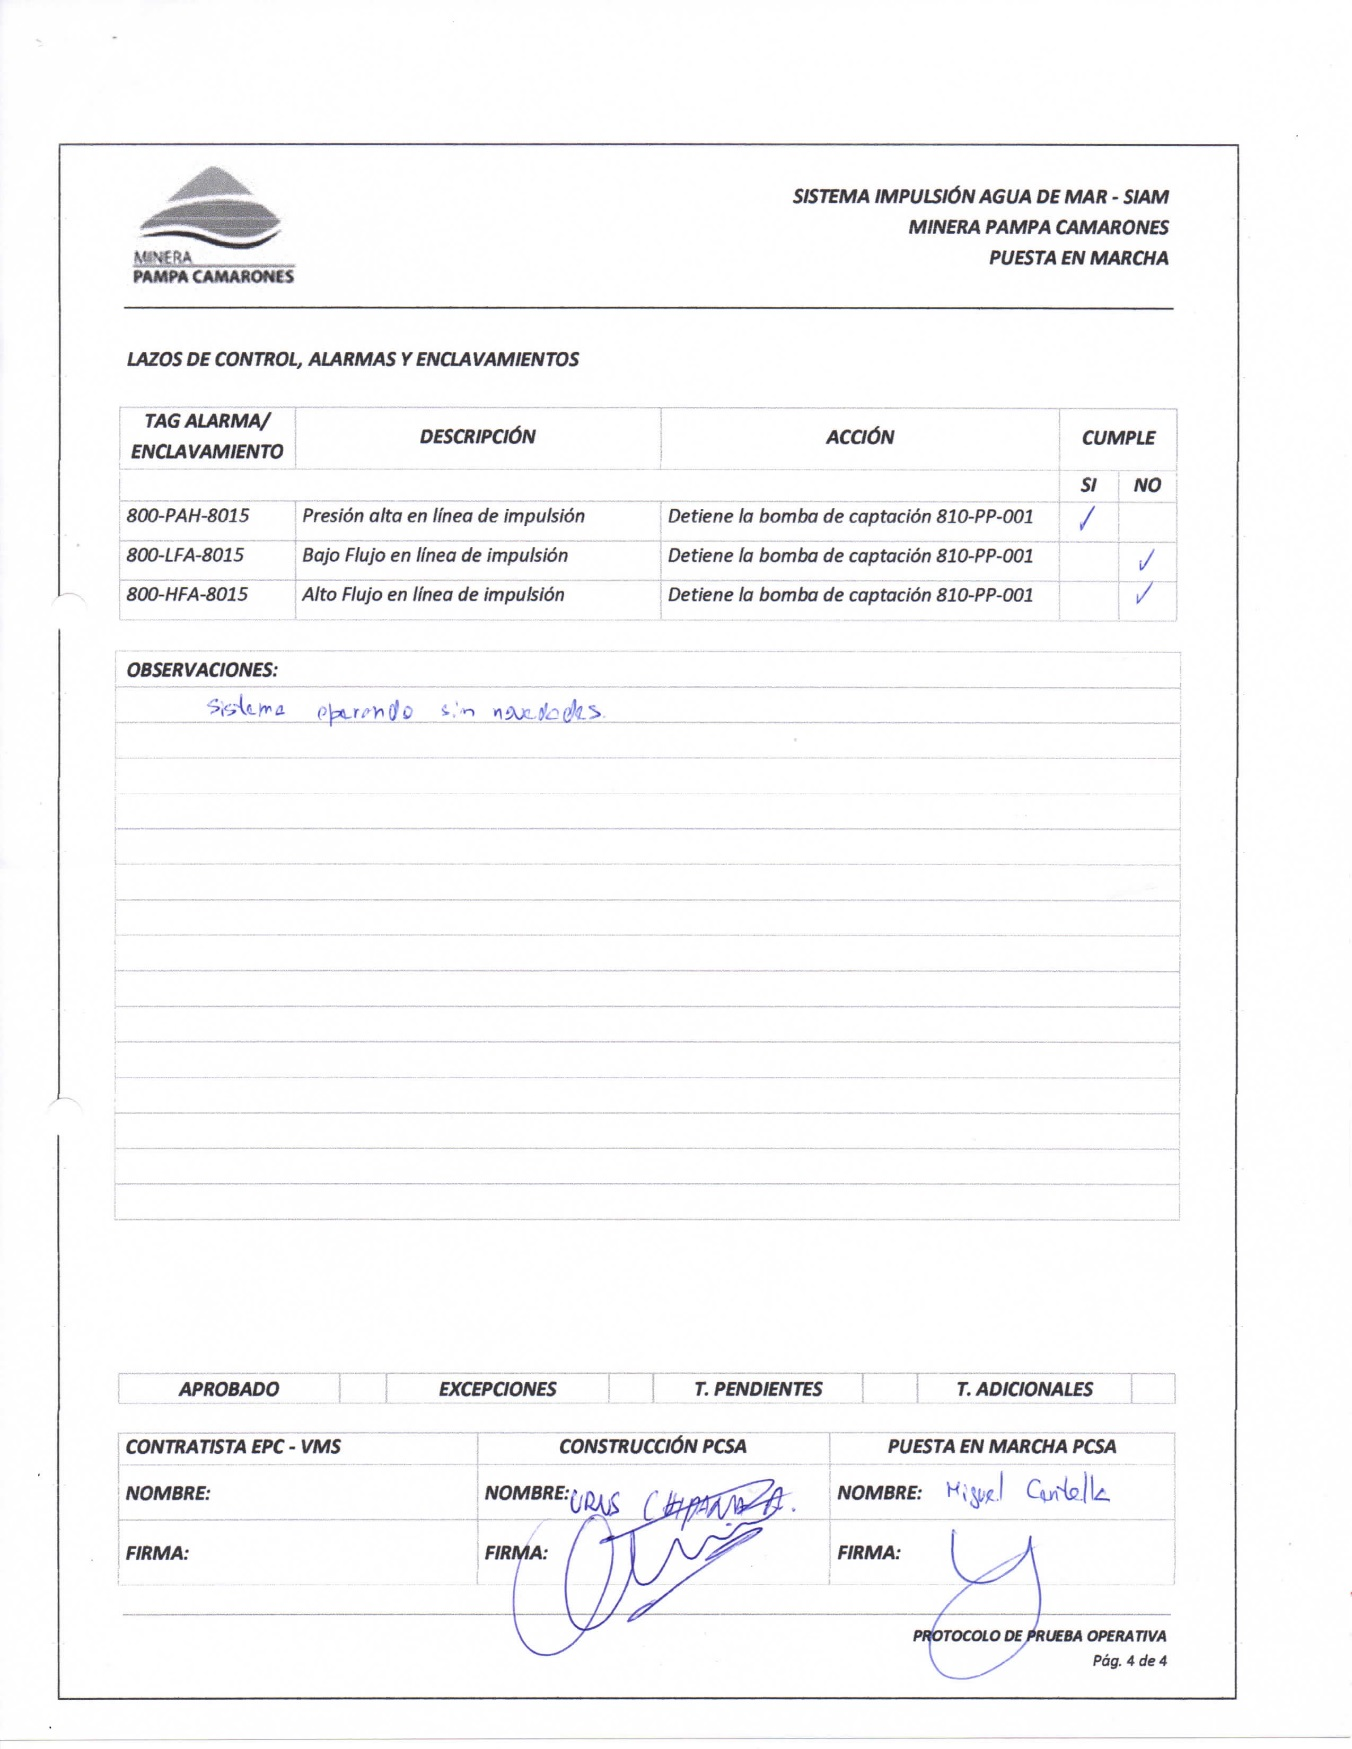 MINERA
PAMPA CAMARONES
SISTEMA IMPULSIÓN AGUA DE MAR - SIAM
MINERA PAMPA CAMARONES
PUESTA EN MARCHA
LAZOS DE CONTROL, ALARMAS Y ENCLAVAMIENTOS
TAG ALARMA/ ENCLAVAMIENTO DESCRIPCIÓN ACCIÓN CUMPLE
SI NO
800-PAH-8015 Presión alta en línea de impulsión Detiene la bomba de captación 810-PP-001 ✓
800-LFA-8015 Bajo Flujo en línea de impulsión Detiene la bomba de captación 810-PP-001 ✓
800-HFA-8015 Alto Flujo en línea de impulsión Detiene la bomba de captación 810-PP-001 ✓
OBSERVACIONES:
Sistema operando sin novedades.
APROBADO EXCEPCIONES T. PENDIENTES T. ADICIONALES
CONTRATISTA EPC - VMS CONSTRUCCIÓN PCSA PUESTA EN MARCHA PCSA
NOMBRE: NOMBRE: CHIPANA NOMBRE: Miguel
FIRMA: FIRMA: FIRMA:
PROTOCOLO DE PRUEBA OPERATIVA
Pág. 4 de 4